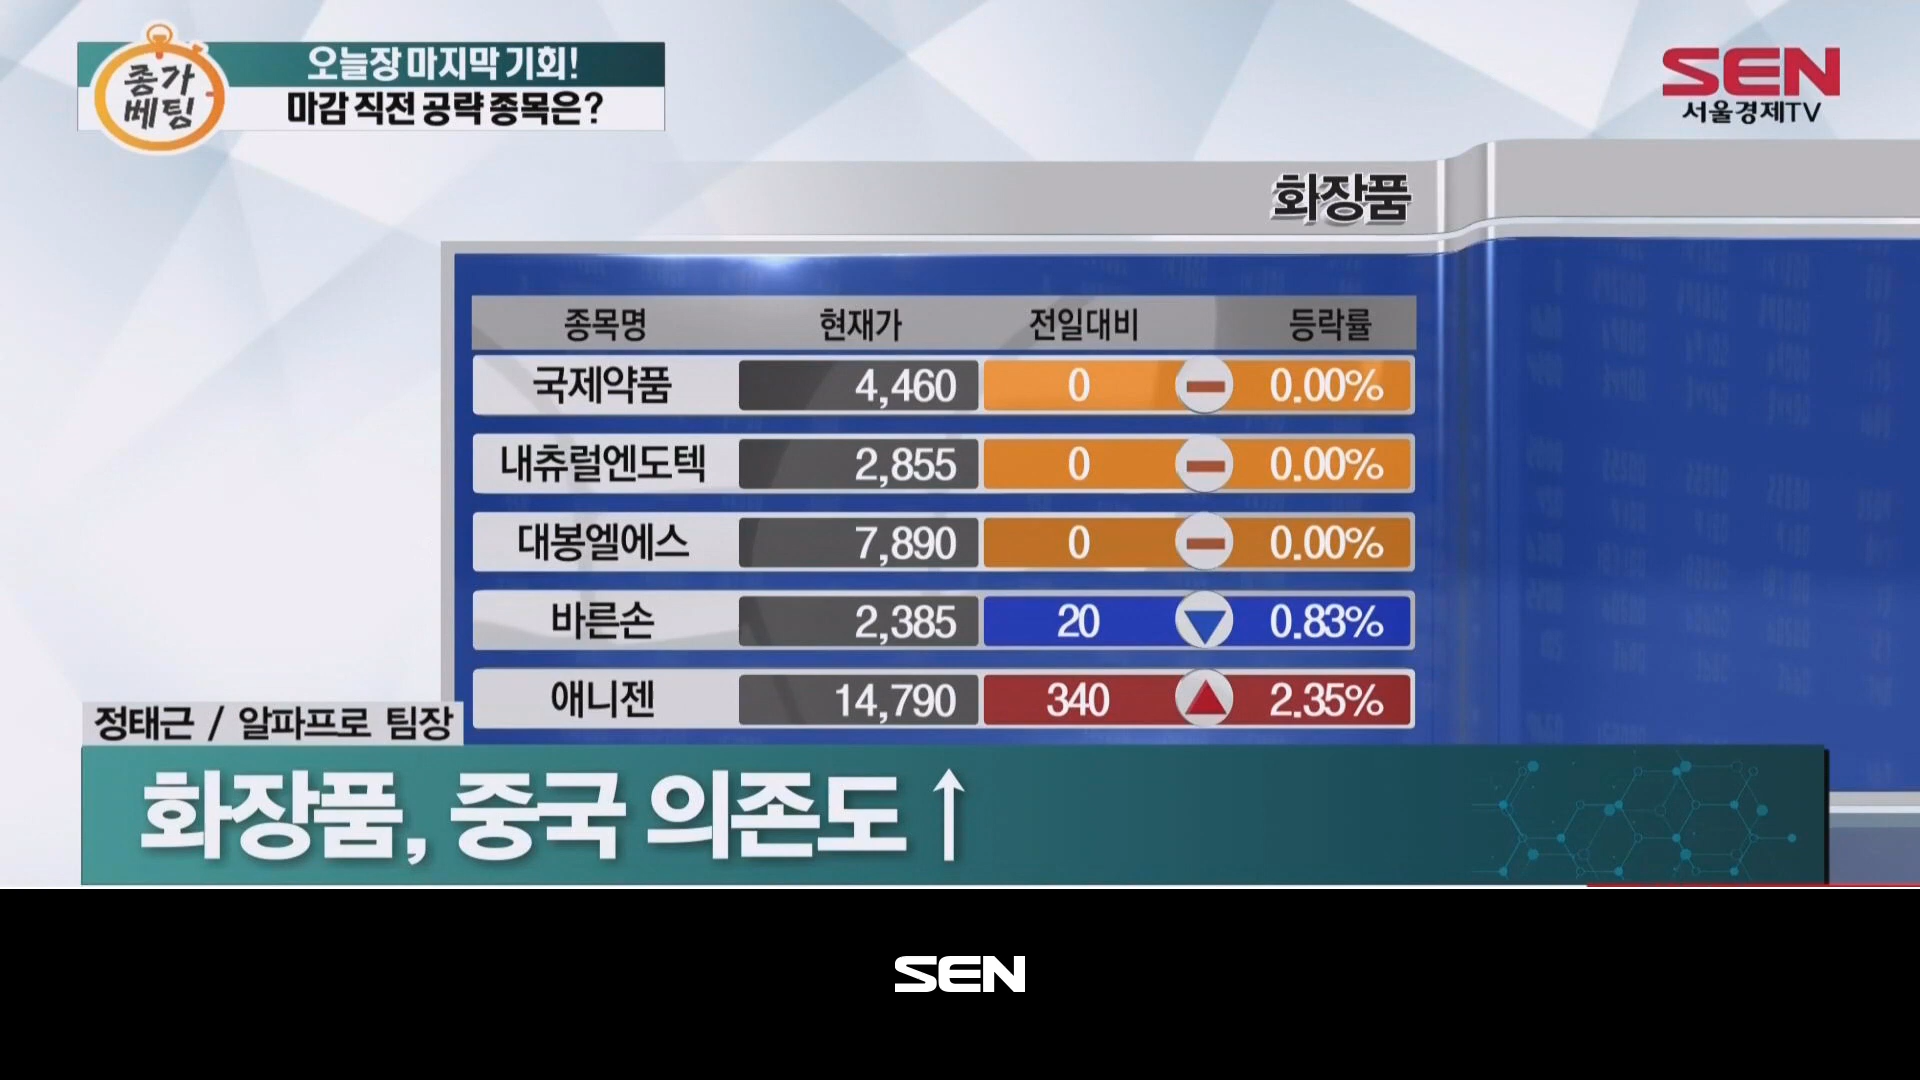 종가
베팅
오늘장 마지막 기회!
마감 직전 공략 종목은?
SEN
서울경제TV
화장품
종목명 현재가 전일대비 등락률
국제약품 4,460 0 0.00%
내츄럴엔도텍 2,855 0 0.00%
대봉엘에스 7,890 0 0.00%
바른손 2,385 20 ▼ 0.83%
애니젠 14,790 340 ▲ 2.35%
정태근 / 알파프로 팀장
화장품, 중국 의존도↑
SEN